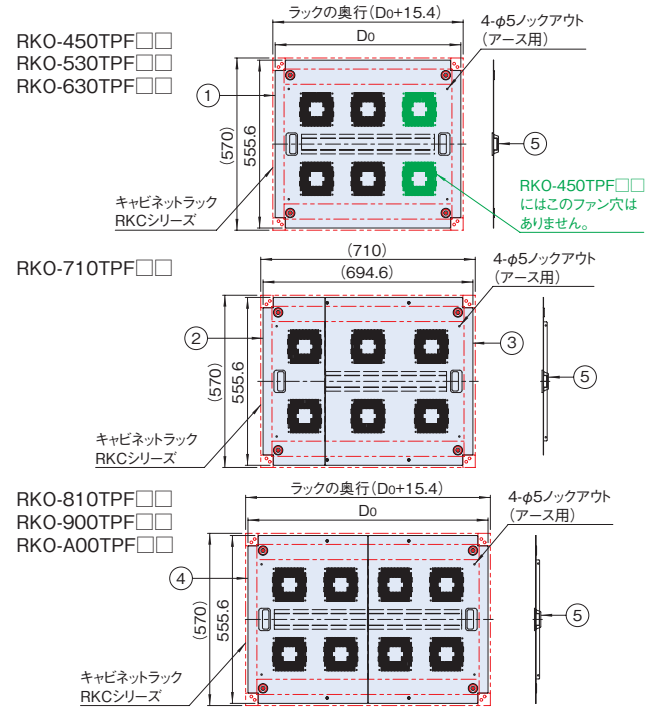 RKO-450TPF□□
RKO-530TPF□□
RKO-630TPF□□
ラックの奥行(D0+15.4)
D0
4-φ5ノックアウト
(アース用)
①
(570)
555.6
⑤
キャビネットラック
RKCシリーズ
RKO-450TPF□□
にはこのファン穴は
ありません。
RKO-710TPF□□
(710)
(694.6)
4-φ5ノックアウト
(アース用)
②
③
(570)
555.6
⑤
キャビネットラック
RKCシリーズ
RKO-810TPF□□
RKO-900TPF□□
RKO-A00TPF□□
ラックの奥行(D0+15.4)
D0
4-φ5ノックアウト
(アース用)
④
(570)
555.6
⑤
キャビネットラック
RKCシリーズ